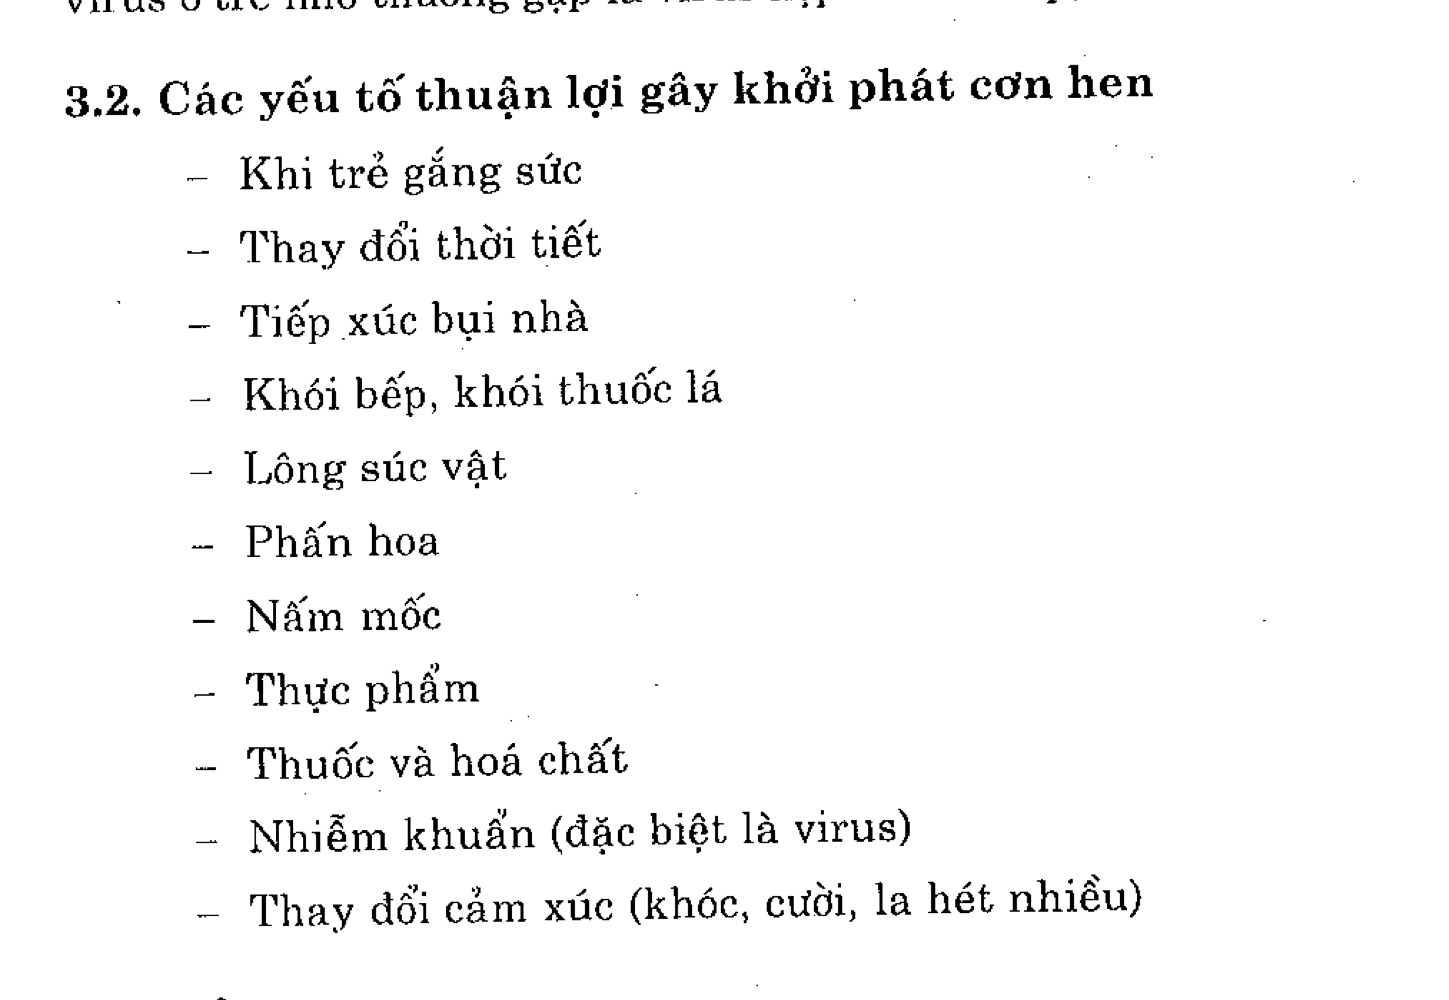 3.2. Các yếu tố thuận lợi gây khởi phát cơn hen
– Khi trẻ gắng sức
– Thay đổi thời tiết
– Tiếp xúc bụi nhà
– Khói bếp, khói thuốc lá
– Lông súc vật
– Phấn hoa
– Nấm mốc
– Thực phẩm
– Thuốc và hoá chất
– Nhiễm khuẩn (đặc biệt là virus)
– Thay đổi cảm xúc (khóc, cười, la hét nhiều)